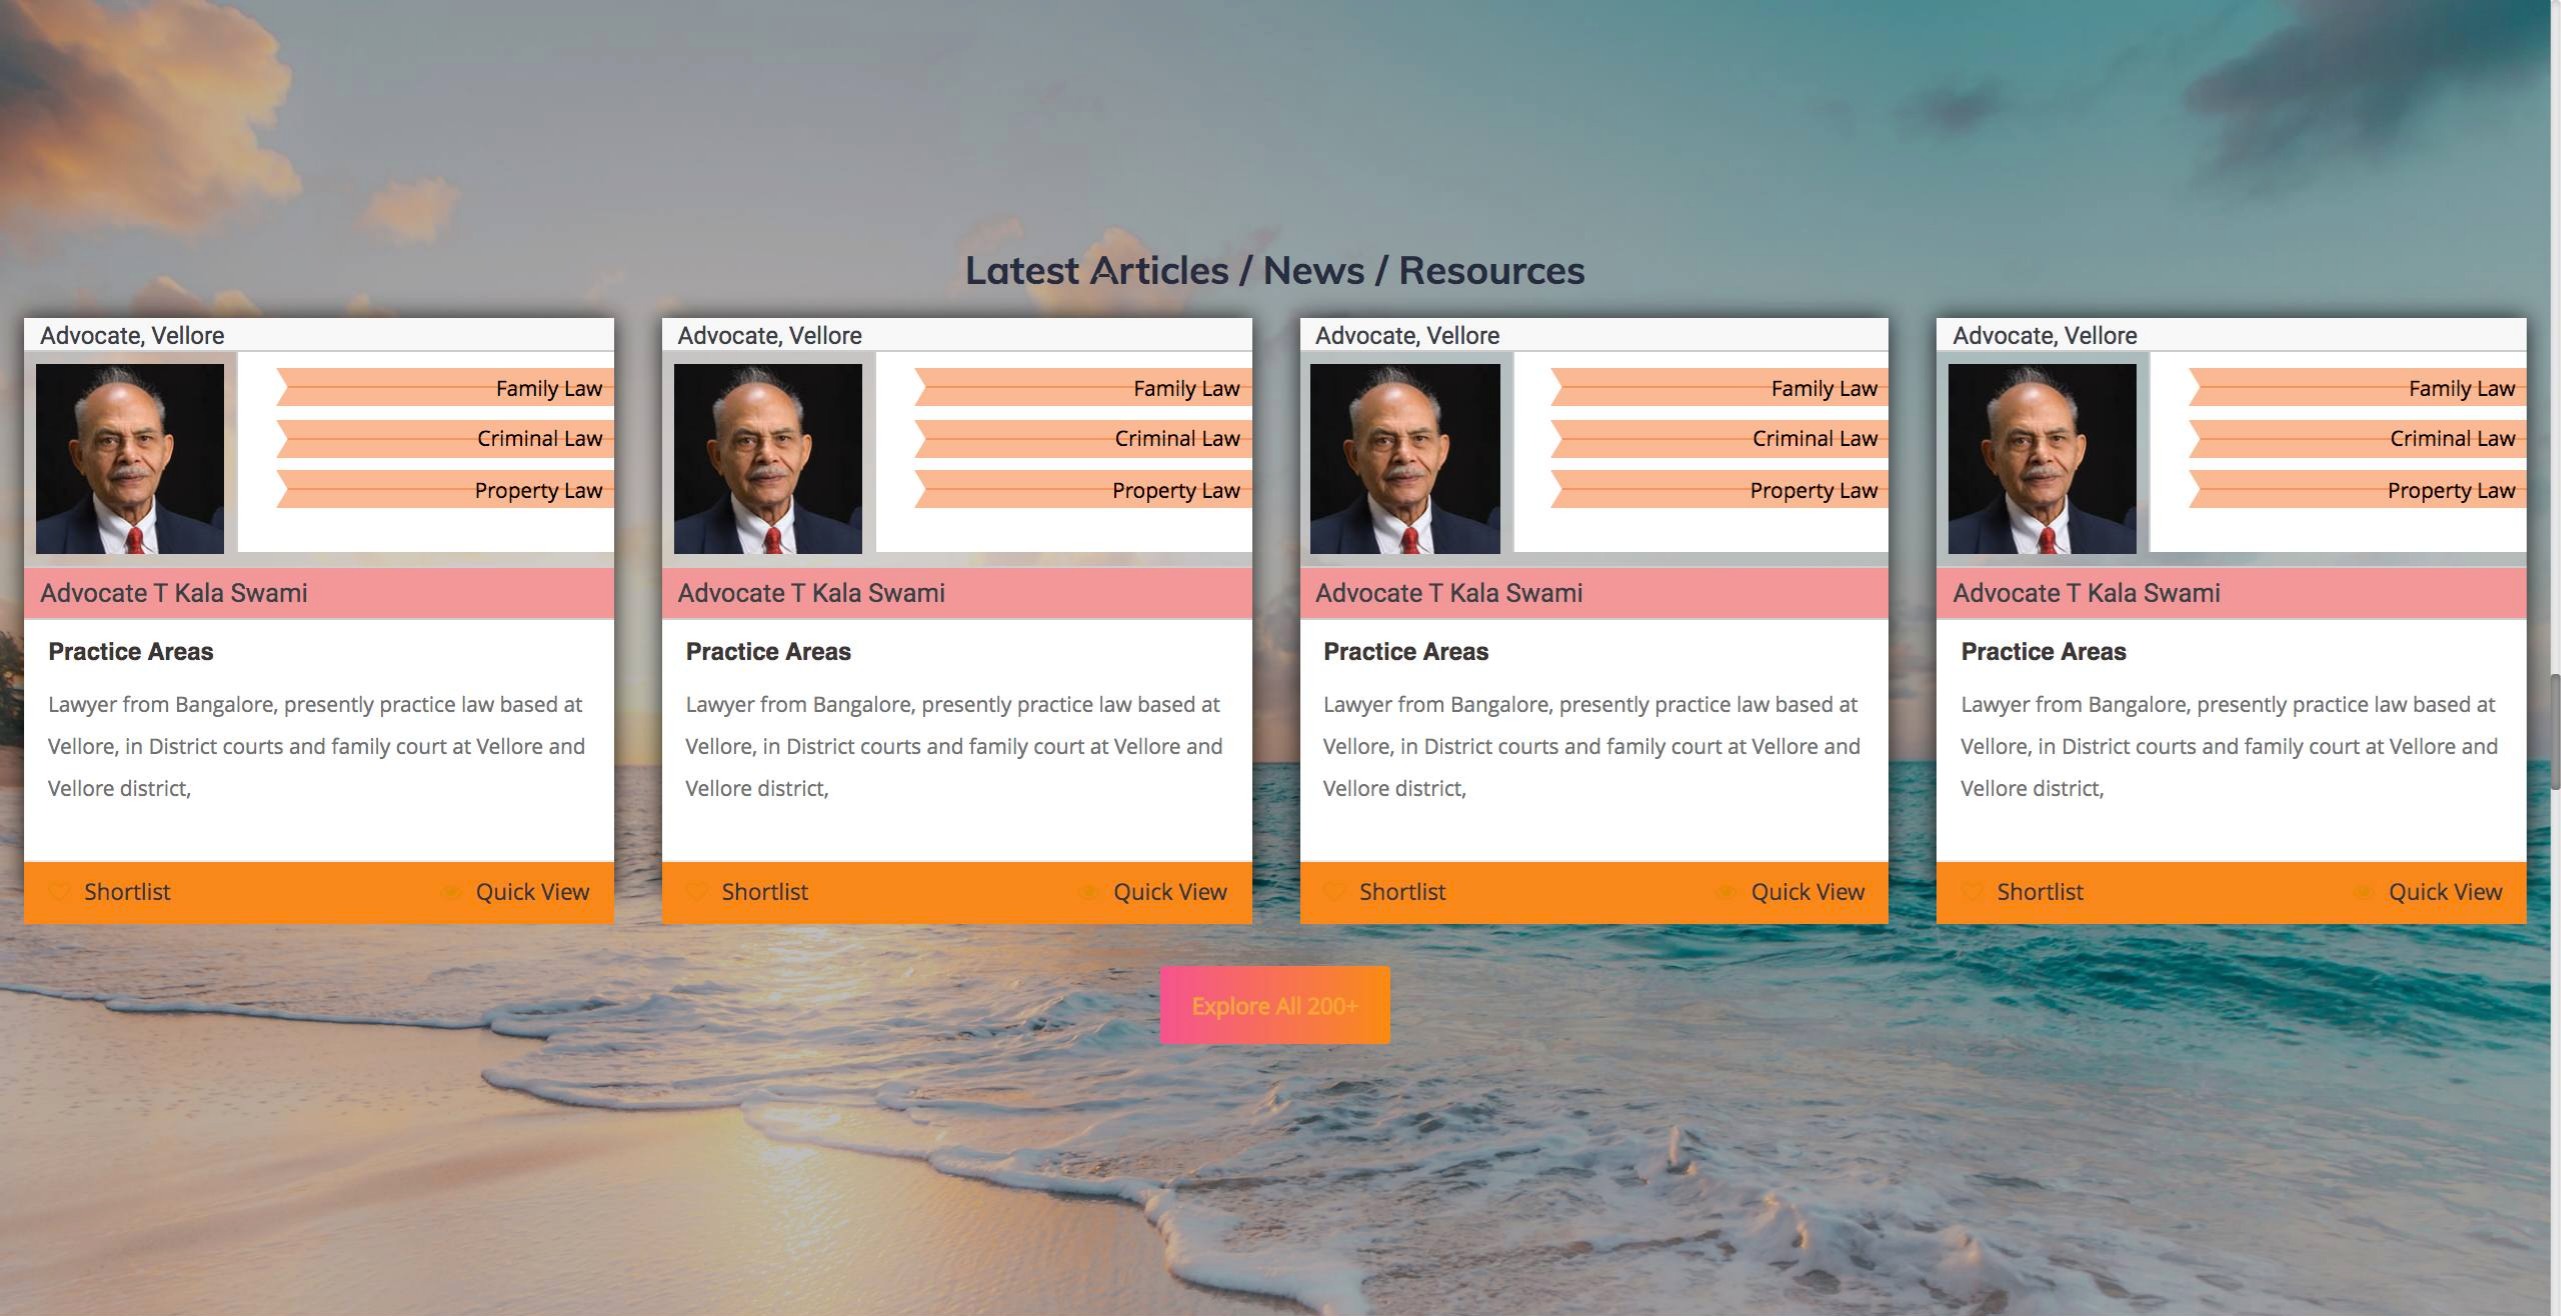 Latest Articles / News / Resources
Advocate, Vellore
Family Law
Criminal Law
Property Law
Advocate T Kala Swami
Practice Areas
Lawyer from Bangalore, presently practice law based at
Vellore, in District courts and family court at Vellore and
Vellore district,
Shortlist Quick View
Advocate, Vellore
Family Law
Criminal Law
Property Law
Advocate T Kala Swami
Practice Areas
Lawyer from Bangalore, presently practice law based at
Vellore, in District courts and family court at Vellore and
Vellore district,
Shortlist Quick View
Advocate, Vellore
Family Law
Criminal Law
Property Law
Advocate T Kala Swami
Practice Areas
Lawyer from Bangalore, presently practice law based at
Vellore, in District courts and family court at Vellore and
Vellore district,
Shortlist Quick View
Advocate, Vellore
Family Law
Criminal Law
Property Law
Advocate T Kala Swami
Practice Areas
Lawyer from Bangalore, presently practice law based at
Vellore, in District courts and family court at Vellore and
Vellore district,
Shortlist Quick View
Explore All 200+